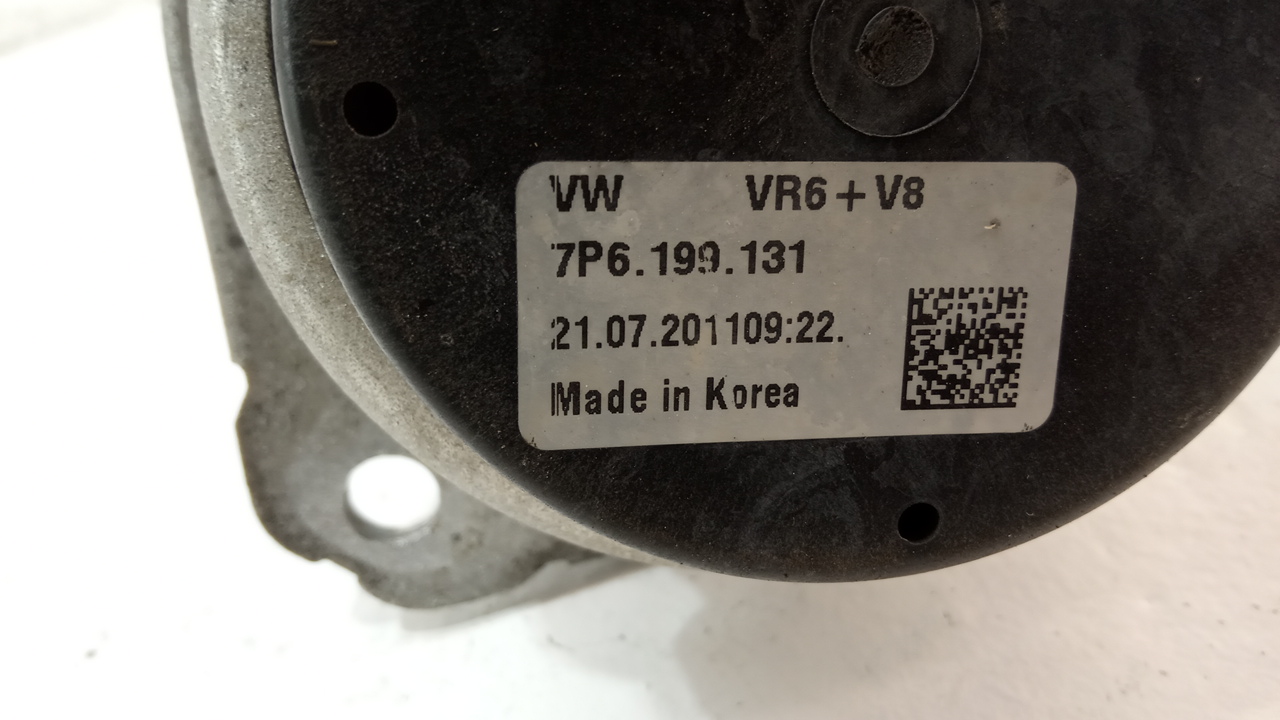 VW VR6+V8
7P6.199.131
21.07.201109:22.
Made in Korea